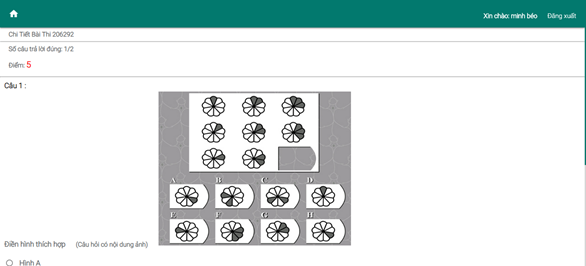 Xin chào: minh béo Đăng xuất
Chi Tiết Bài Thi 206292
Số câu trả lời đúng: 1/2
Điểm: 5
Câu 1 :
A B C D
E F G H
Điền hình thích hợp (Câu hỏi có nội dung ảnh)
Hình A